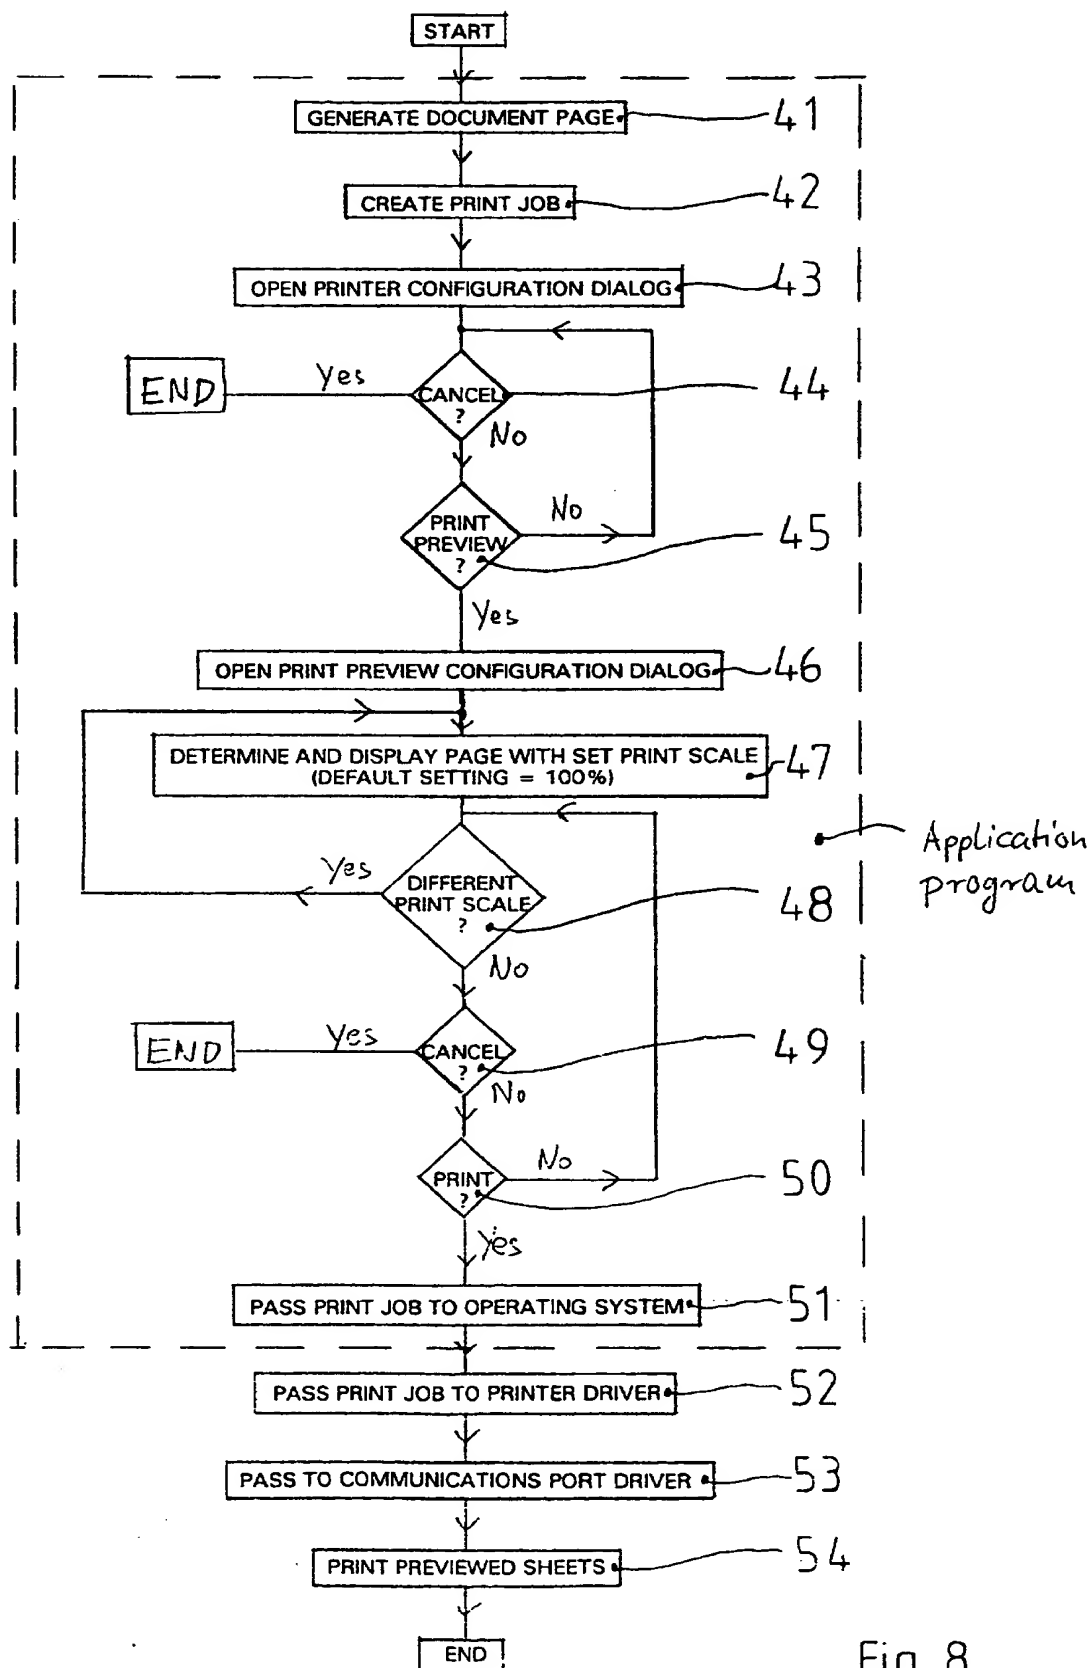 START
GENERATE DOCUMENT PAGE
41
CREATE PRINT JOB
42
OPEN PRINTER CONFIGURATION DIALOG
43
END
Yes
CANCEL
?
44
No
PRINT
PREVIEW
?
No
45
Yes
OPEN PRINT PREVIEW CONFIGURATION DIALOG
46
DETERMINE AND DISPLAY PAGE WITH SET PRINT SCALE
(DEFAULT SETTING = 100%)
47
Application
program
Yes
DIFFERENT
PRINT SCALE
?
48
No
END
Yes
CANCEL
?
49
No
PRINT
?
No
50
Yes
PASS PRINT JOB TO OPERATING SYSTEM
51
PASS PRINT JOB TO PRINTER DRIVER
52
PASS TO COMMUNICATIONS PORT DRIVER
53
PRINT PREVIEWED SHEETS
54
END
Fig. 8